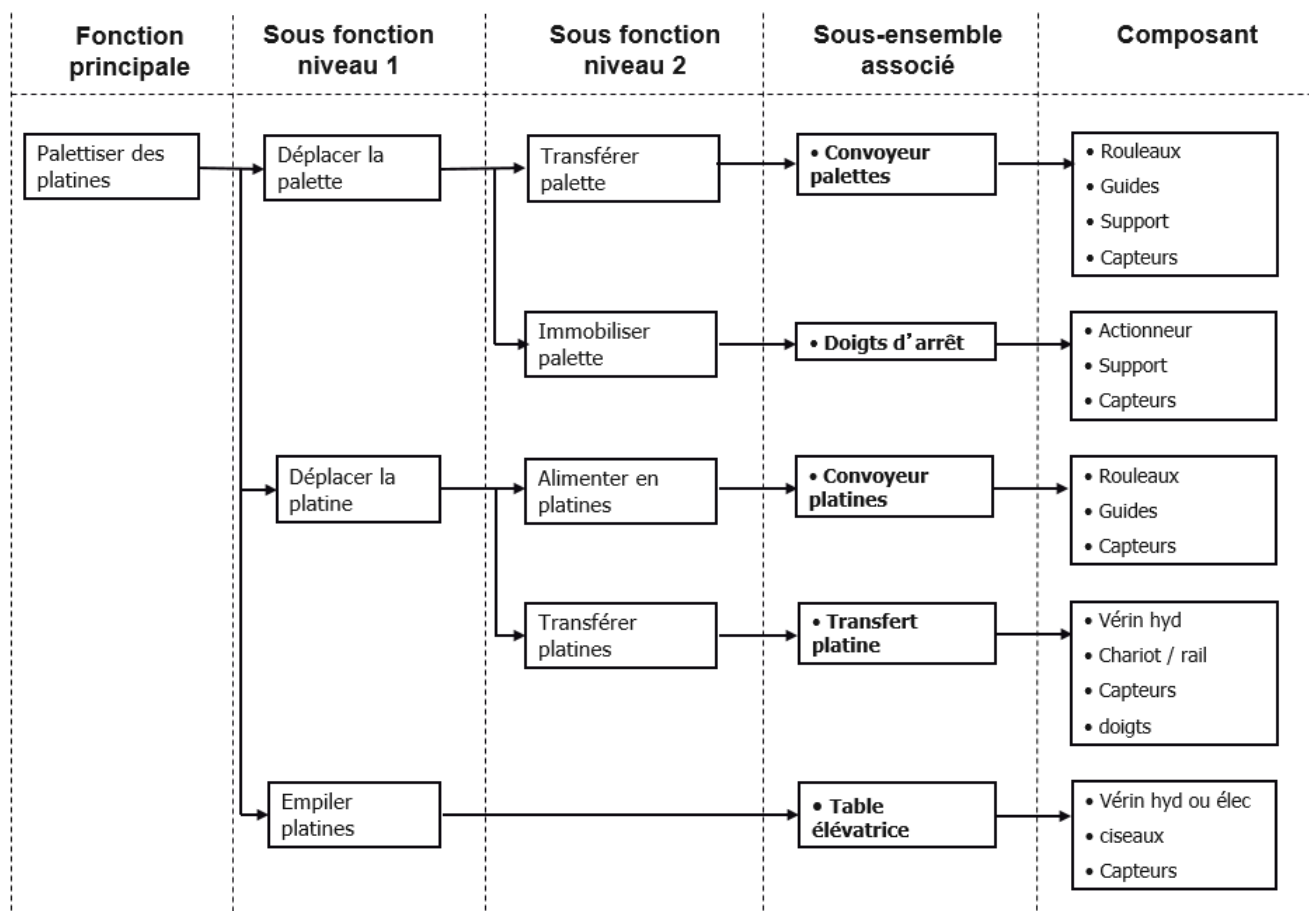 Fonction
principale
Sous fonction
niveau 1
Sous fonction
niveau 2
Sous-ensemble
associé
Composant
Palettiser des
platines
Déplacer la
palette
Transférer
palette
• Convoyeur
palettes
• Rouleaux
• Guides
• Support
• Capteurs
Immobiliser
palette
• Doigts d'arrêt
• Actionneur
• Support
• Capteurs
Déplacer la
platine
Alimenter en
platines
• Convoyeur
platines
• Rouleaux
• Guides
• Capteurs
Transférer
platines
• Transfert
platine
• Vérin hyd
• Chariot / rail
• Capteurs
• doigts
Empiler
platines
• Table
élévatrice
• Vérin hyd ou élec
• ciseaux
• Capteurs